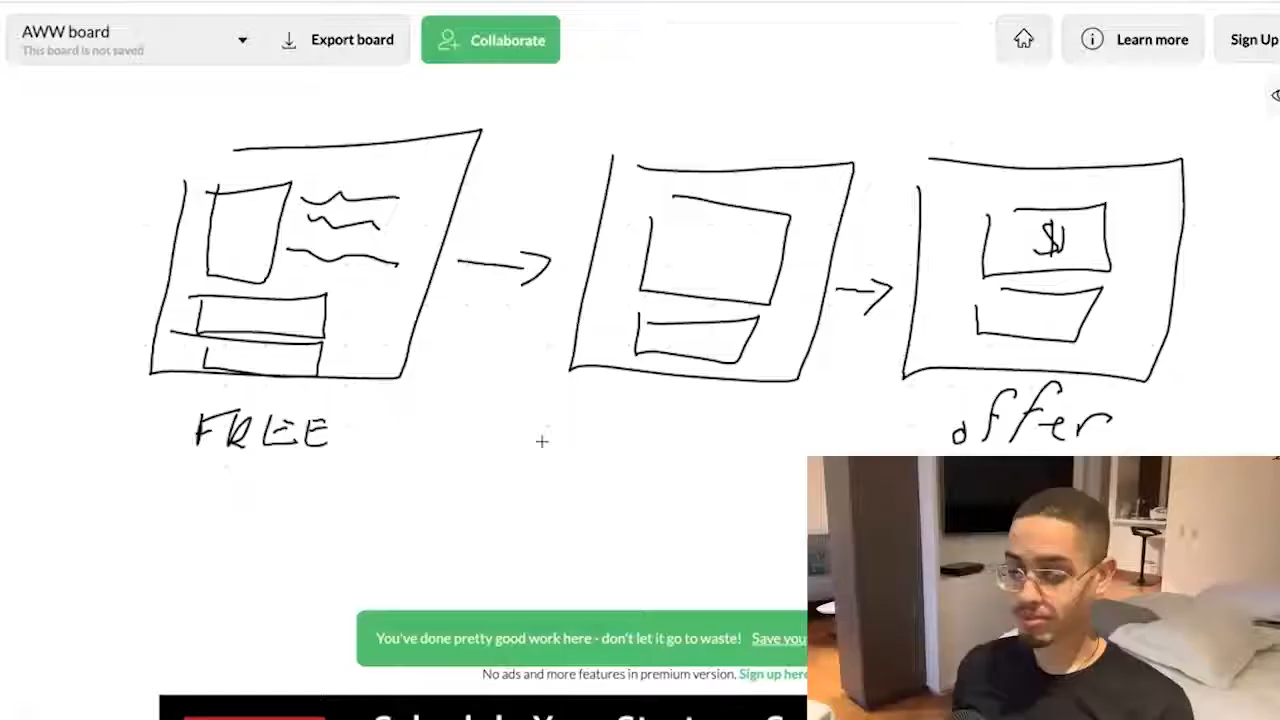 AWW board
This board is not saved
Export board
Collaborate
Learn more
Sign Up
$
FREE
offer
You've done pretty good work here - don't let it go to waste! Save you
No ads and more features in premium version. Sign up here